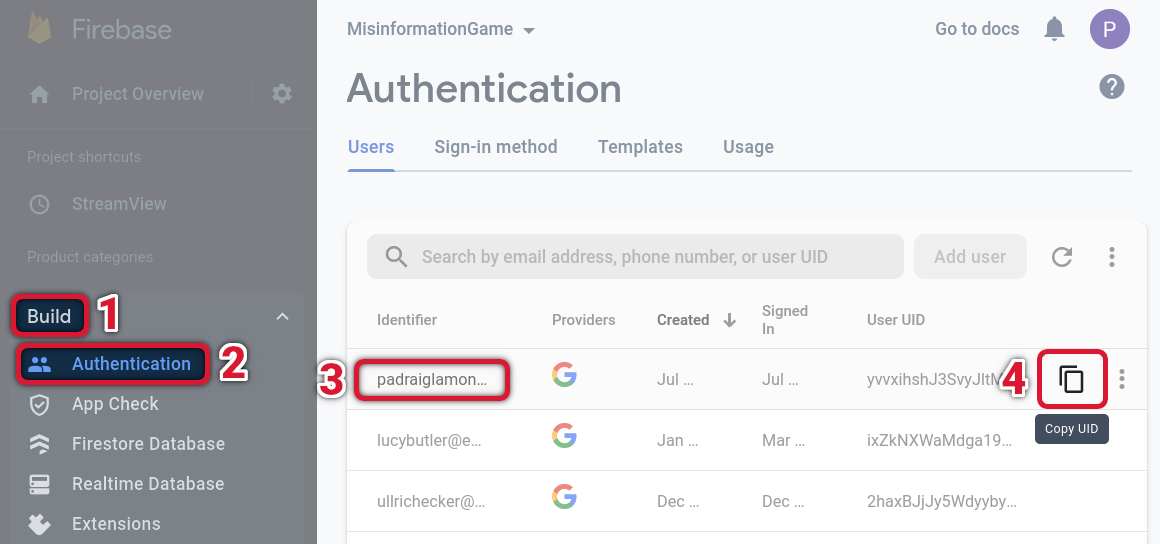 Firebase
Project Overview
Project shortcuts
StreamView
Product categories
Build
1
Authentication
2
App Check
Firestore Database
Realtime Database
Extensions
MisinformationGame
Go to docs
P
Authentication
?
Users Sign-in method Templates Usage
Search by email address, phone number, or user UID
Add user
Identifier Providers Created Signed In User UID
3 padraiglamon... Jul ... Jul ... 4
Copy UID
lucybutler@e... Jan ... Mar ... ixZkNXWaMdga19...
ullrichecker@... Dec ... Dec ... 2haxBJjJy5Wdyyby...